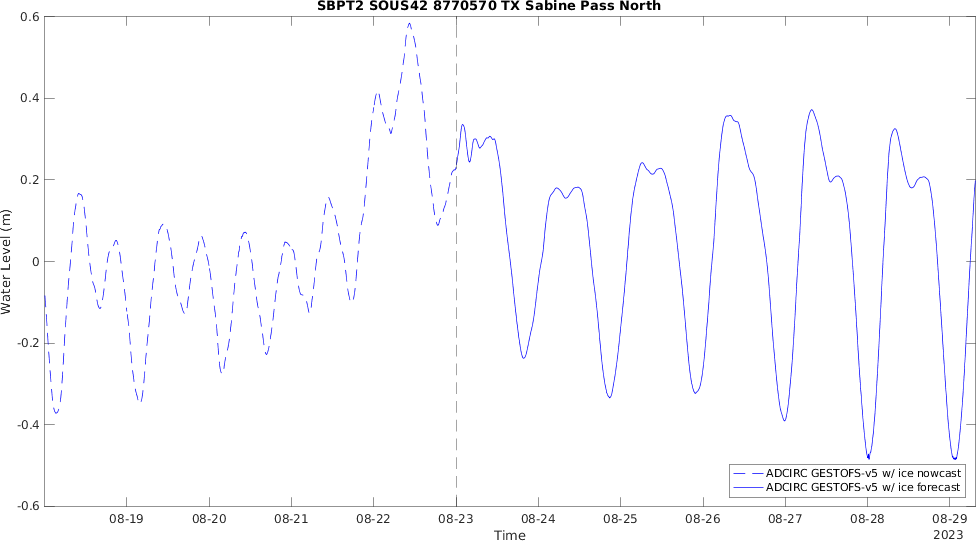 SBPT2 SOUS42 8770570 TX Sabine Pass North
0.6
0.4
0.2
0
-0.2
-0.4
-0.6
Water Level (m)
ADCIRC GESTOFS-v5 w/ ice nowcast
ADCIRC GESTOFS-v5 w/ ice forecast
08-19 08-20 08-21 08-22 08-23 08-24 08-25 08-26 08-27 08-28 08-29
2023
Time